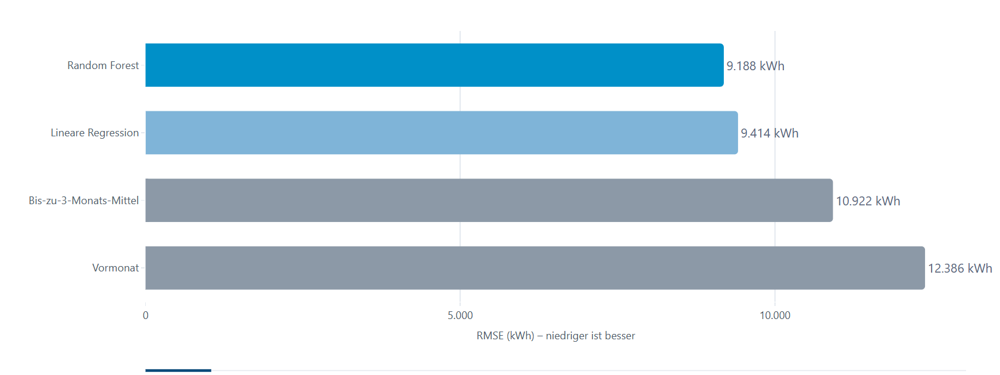 Random Forest
9.188 kWh
Lineare Regression
9.414 kWh
Bis-zu-3-Monats-Mittel
10.922 kWh
Vormonat
12.386 kWh
0
5.000
10.000
RMSE (kWh) – niedriger ist besser